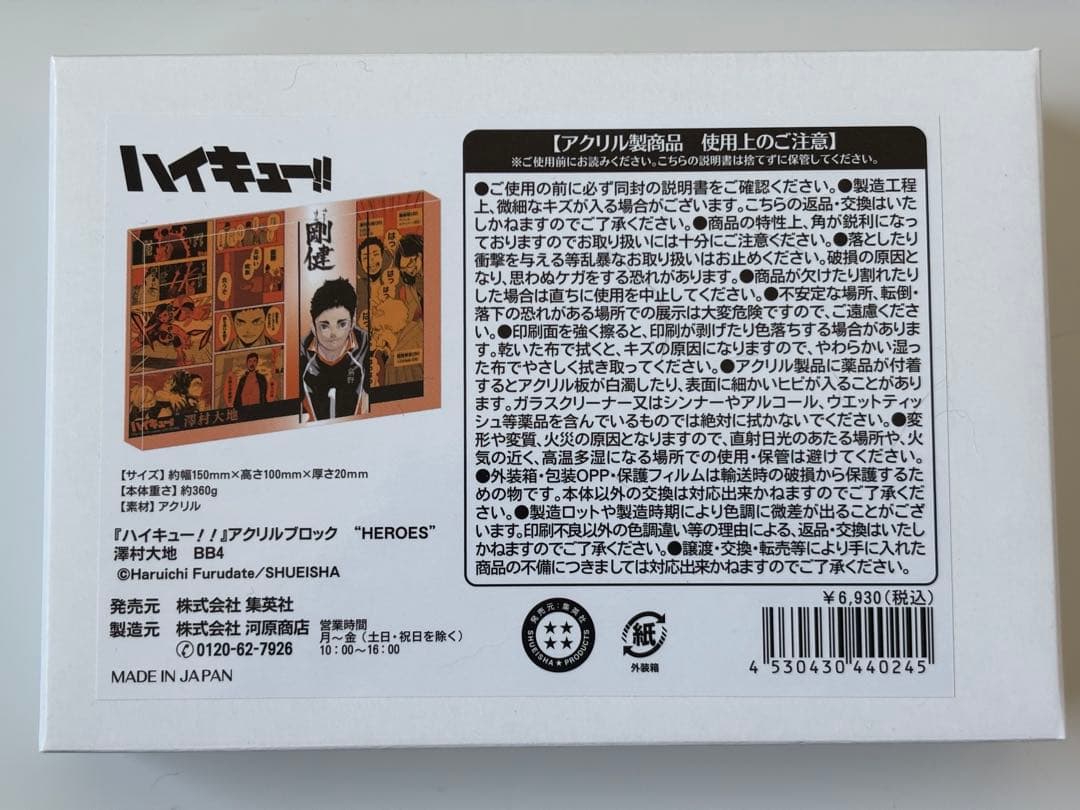 ハイキュー!!
剛健
澤村大地
【サイズ】約幅150mm×高さ100mm×厚さ20mm
【本体重さ】約360g
【素材】アクリル
『ハイキュー！！』アクリルブロック “HEROES”
澤村大地 BB4
©Haruichi Furudate/SHUEISHA
発売元 株式会社 集英社
製造元 株式会社 河原商店
0120-62-7926
営業時間
月～金（土日・祝日を除く）
10：00～16：00
MADE IN JAPAN
【アクリル製商品 使用上のご注意】
※ご使用前にお読みください。こちらの説明書は捨てずに保管してください。
●ご使用の前に必ず同封の説明書をご確認ください。●製造工程
上、微細なキズが入る場合がございます。こちらの返品・交換はいた
しかねますのでご了承ください。●商品の特性上、角が鋭利になっ
ておりますのでお取り扱いには十分にご注意ください。●落としたり
衝撃を与える等乱暴なお取り扱いはお止めください。破損の原因と
なり、思わぬケガをする恐れがあります。●商品が欠けたり割れたり
した場合は直ちに使用を中止してください。●不安定な場所、転倒・
落下の恐れがある場所での展示は大変危険ですので、ご遠慮くださ
い。●印刷面を強く擦ると、印刷が剥げたり色落ちする場合がありま
す。乾いた布で拭くと、キズの原因になりますので、やわらかい湿っ
た布でやさしく拭き取ってください。●アクリル製品に薬品が付着
するとアクリル板が白濁したり、表面に細かいヒビが入ることがあり
ます。ガラスクリーナー又はシンナーやアルコール、ウエットティッ
シュ等薬品を含んでいるものでは絶対に拭かないでください。●変
形や変質、火災の原因となりますので、直射日光のあたる場所や、火
気の近く、高温多湿になる場所での使用・保管は避けてください。
●外装箱・包装OPP・保護フィルムは輸送時の破損から保護するた
めの物です。本体以外の交換は対応出来かねますのでご了承くださ
い。●製造ロットや製造時期により色調に微差が出ることがござ
います。印刷不良以外の色調違い等の理由による、返品・交換はいたし
かねますのでご了承ください。●譲渡・交換・転売等により手に入れた
商品の不備につきましては対応出来かねますのでご了承ください。
発売元：集英社
SHUEISHA★PRODUCTS
紙
外装箱
￥6,930（税込）
4 530430 440245